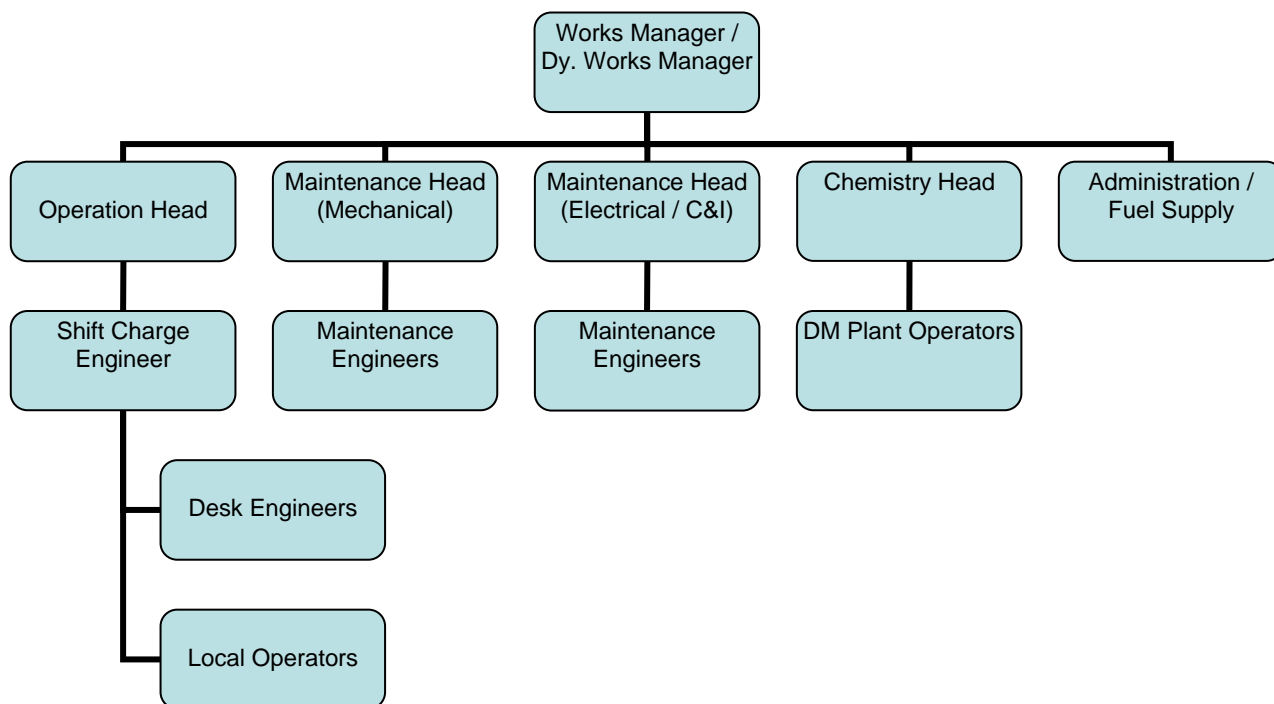 Works Manager /
Dy. Works Manager
Operation Head
Maintenance Head
(Mechanical)
Maintenance Head
(Electrical / C&I)
Chemistry Head
Administration /
Fuel Supply
Shift Charge
Engineer
Maintenance
Engineers
Maintenance
Engineers
DM Plant Operators
Desk Engineers
Local Operators